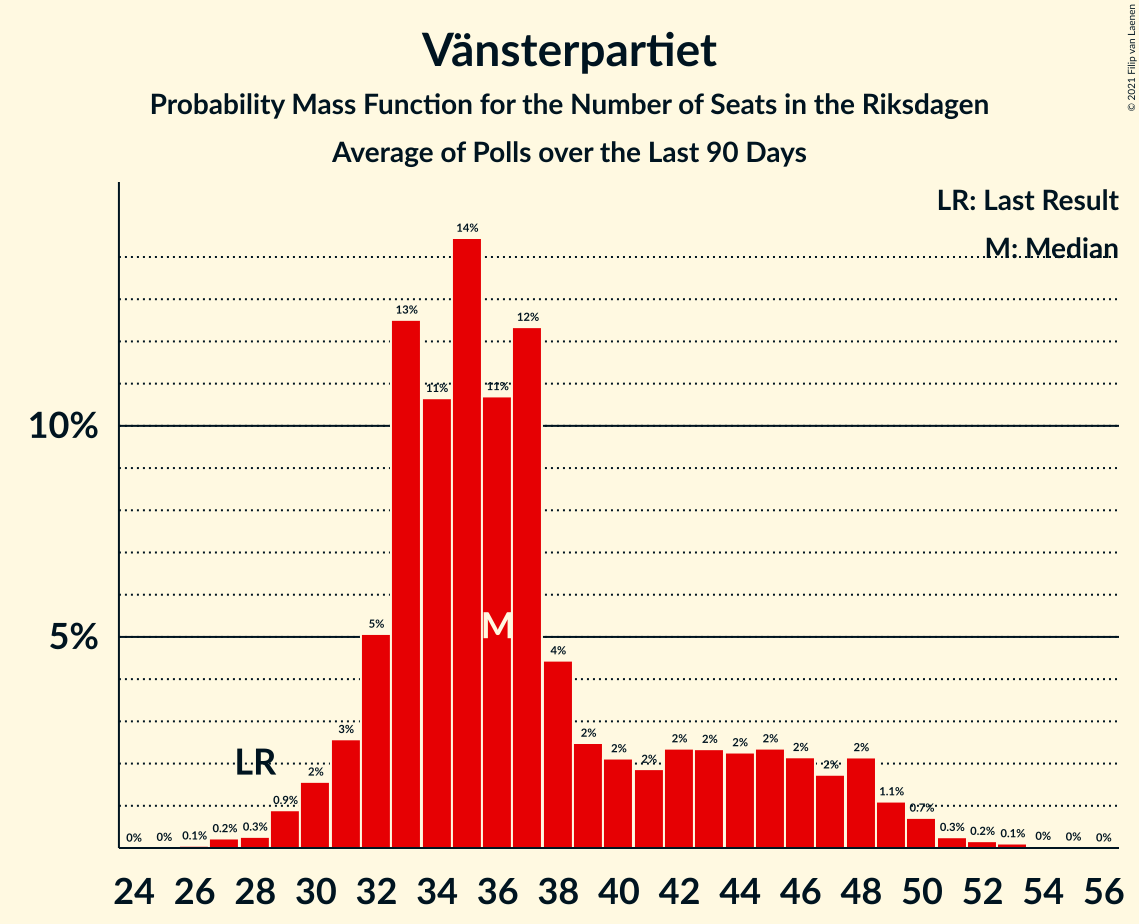 © 2021 Filip van Laenen
Vänsterpartiet
Probability Mass Function for the Number of Seats in the Riksdagen
Average of Polls over the Last 90 Days
LR: Last Result
M: Median
10%
5%
0% 0% 0.1% 0.2% 0.3% 0.9% 2% 3% 5% 13% 11% 14% 11% 12% 4% 2% 2% 2% 2% 2% 2% 2% 2% 2% 2% 1.1% 0.7% 0.3% 0.2% 0.1% 0% 0% 0%
LR
M
24 26 28 30 32 34 36 38 40 42 44 46 48 50 52 54 56